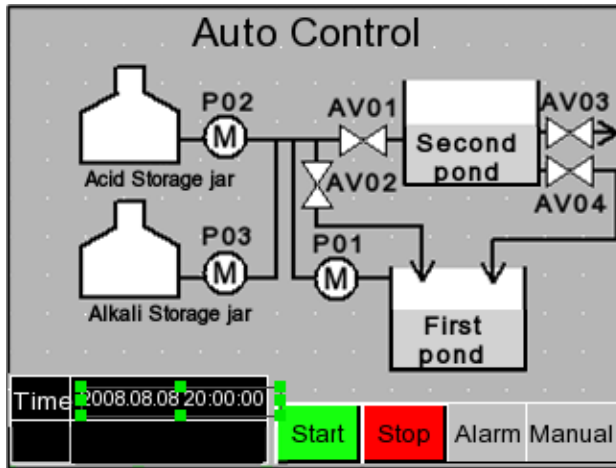 Auto Control
P02
AV01
AV03
M
Second
pond
Acid Storage jar
AV02
AV04
P03
P01
M
M
Alkali Storage jar
First
pond
Time 2008.08.08 20:00:00
Start Stop Alarm Manual